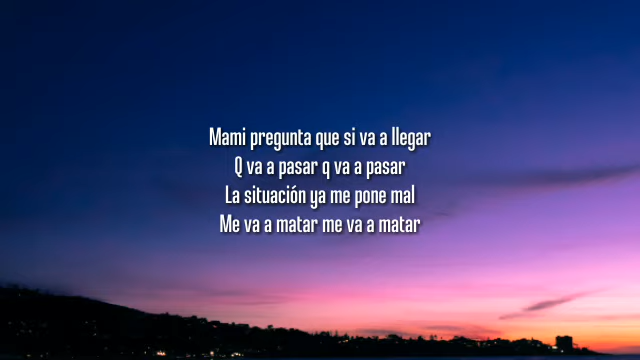 Mami pregunta que si va a llegar
Q va a pasar q va a pasar
La situación ya me pone mal
Me va a matar me va a matar